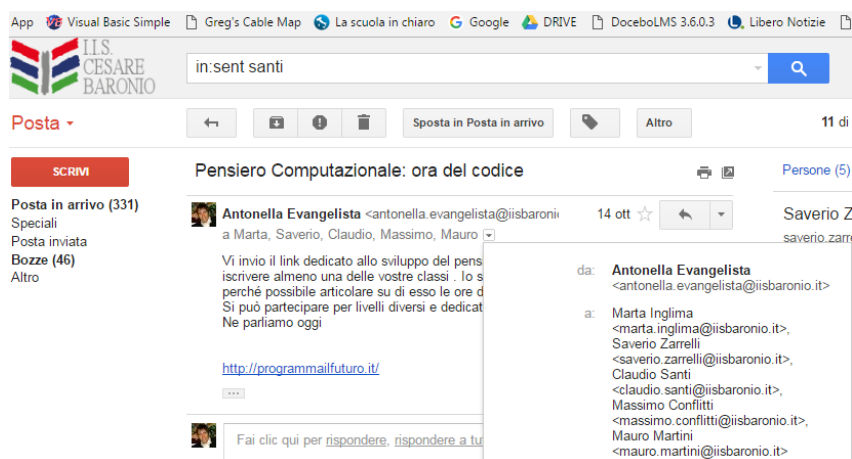 App Visual Basic Simple Greg's Cable Map La scuola in chiaro Google DRIVE DoceboLMS 3.6.0.3 Libero Notizie
I.I.S.
CESARE
BARONIO
in:sent santi
Posta
Sposta in Posta in arrivo Altro 11 di
SCRIVI
Pensiero Computazionale: ora del codice
Persone (5)
Posta in arrivo (331)
Speciali
Posta inviata
Bozze (46)
Altro
Antonella Evangelista <antonella.evangelista@iisbaroni 14 ott
a Marta, Saverio, Claudio, Massimo, Mauro
Saverio Z
saverio.zarre
Vi invio il link dedicato allo sviluppo del pens
iscrivere almeno una delle vostre classi . Io s
perché possibile articolare su di esso le ore d
Si può partecipare per livelli diversi e dedicat
Ne parliamo oggi
http://programmailfuturo.it/
Fai clic qui per rispondere, rispondere a tu
da: Antonella Evangelista
<antonella.evangelista@iisbaronio.it>
a: Marta Inglima
<marta.inglima@iisbaronio.it>,
Saverio Zarrelli
<saverio.zarrelli@iisbaronio.it>,
Claudio Santi
<claudio.santi@iisbaronio.it>,
Massimo Conflitti
<massimo.conflitti@iisbaronio.it>,
Mauro Martini
<mauro.martini@iisbaronio.it>